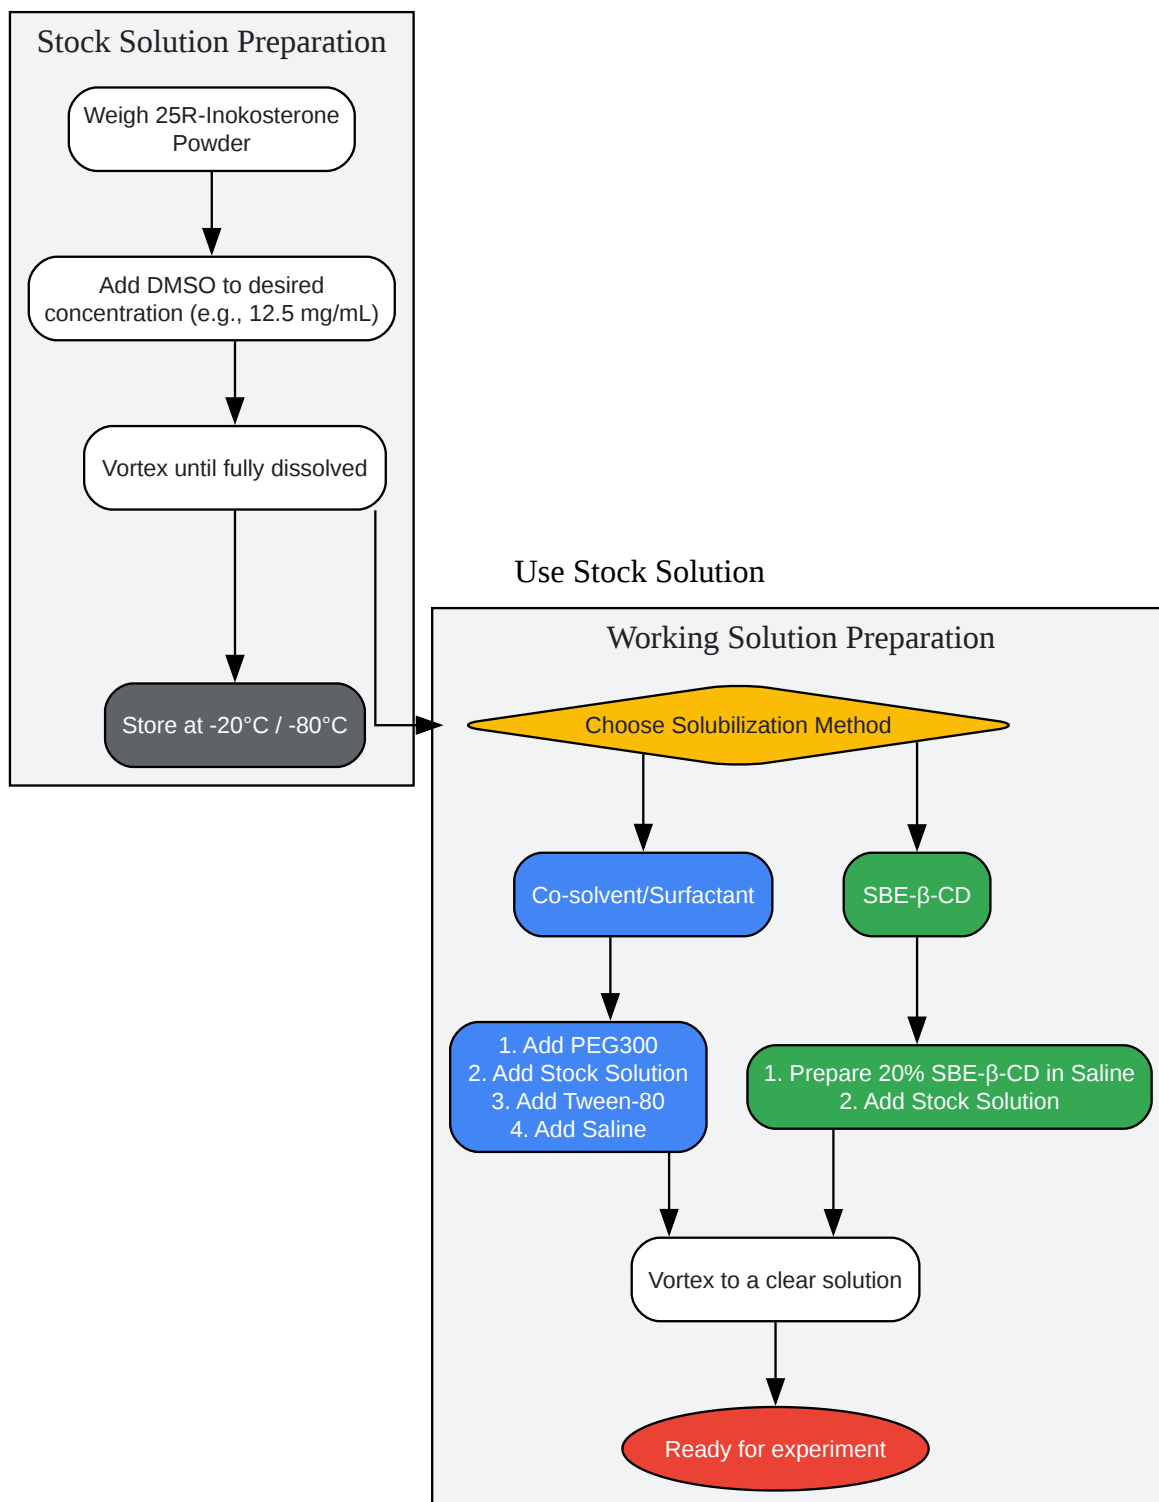 Stock Solution Preparation
Weigh 25R-Inokosterone
Powder
Add DMSO to desired
concentration (e.g., 12.5 mg/mL)
Vortex until fully dissolved
Store at -20°C / -80°C
Use Stock Solution
Working Solution Preparation
Choose Solubilization Method
Co-solvent/Surfactant
SBE-β-CD
1. Add PEG300
2. Add Stock Solution
3. Add Tween-80
4. Add Saline
1. Prepare 20% SBE-β-CD in Saline
2. Add Stock Solution
Vortex to a clear solution
Ready for experiment